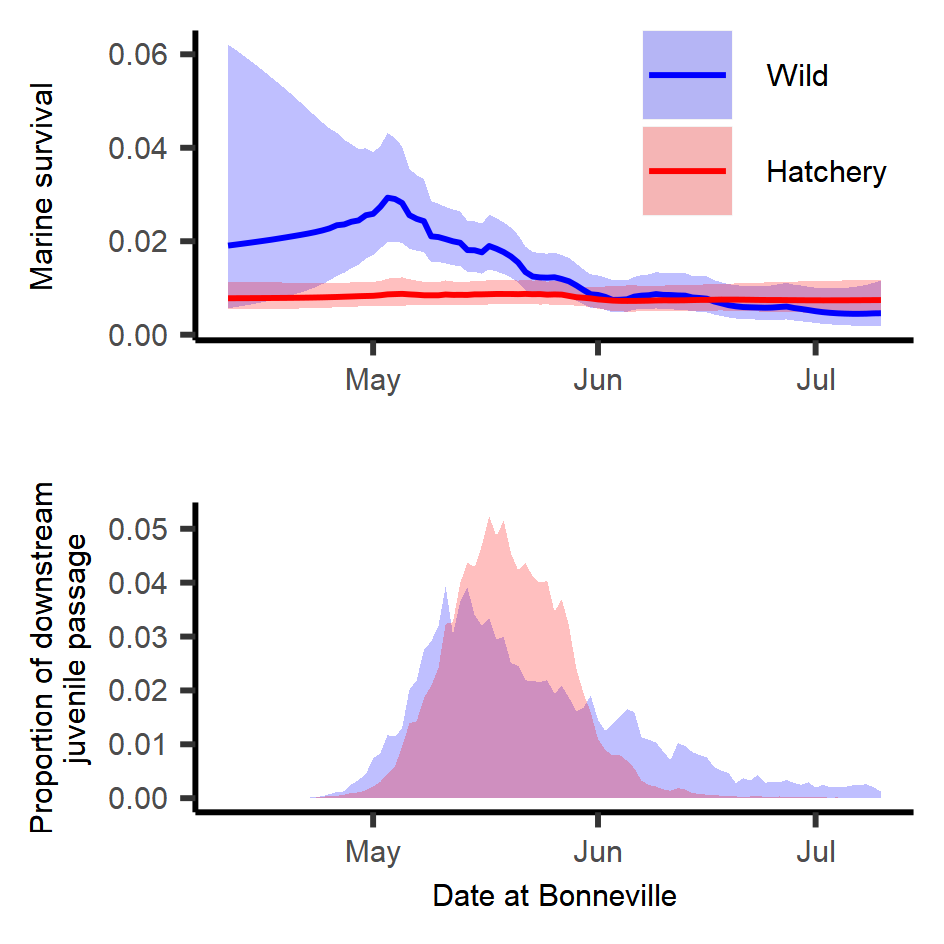 Marine survival
0.06
0.04
0.02
0.00
Wild
Hatchery
May
Jun
Jul
Proportion of downstream
juvenile passage
0.05
0.04
0.03
0.02
0.01
0.00
May
Jun
Jul
Date at Bonneville